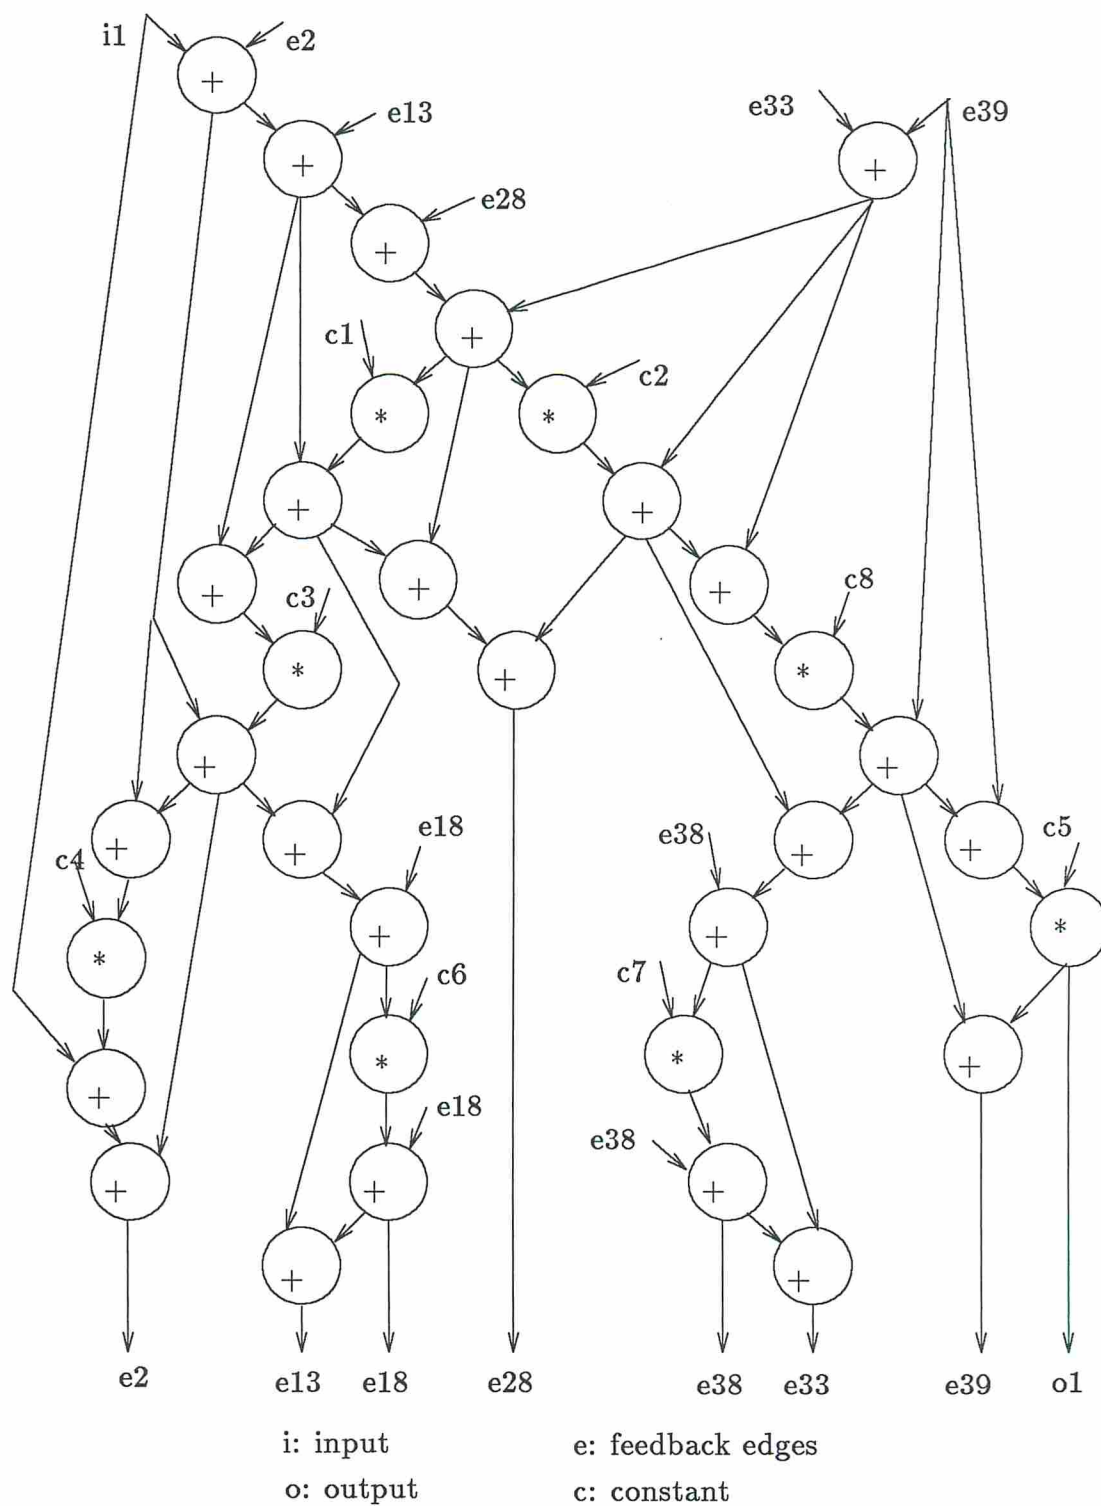 i1 e2
+
e13 e33 e39
+ +
e28
+
c1 +
c2
* *
+ +
+ + + c8
c3
* + *
+ +
+ + + c5
c4 e18 e38
* + + *
c6 c7
* * +
+
e18
e38
+ + +
+ +
e2 e13 e18 e28 e38 e33 e39 o1
i: input e: feedback edges
o: output c: constant